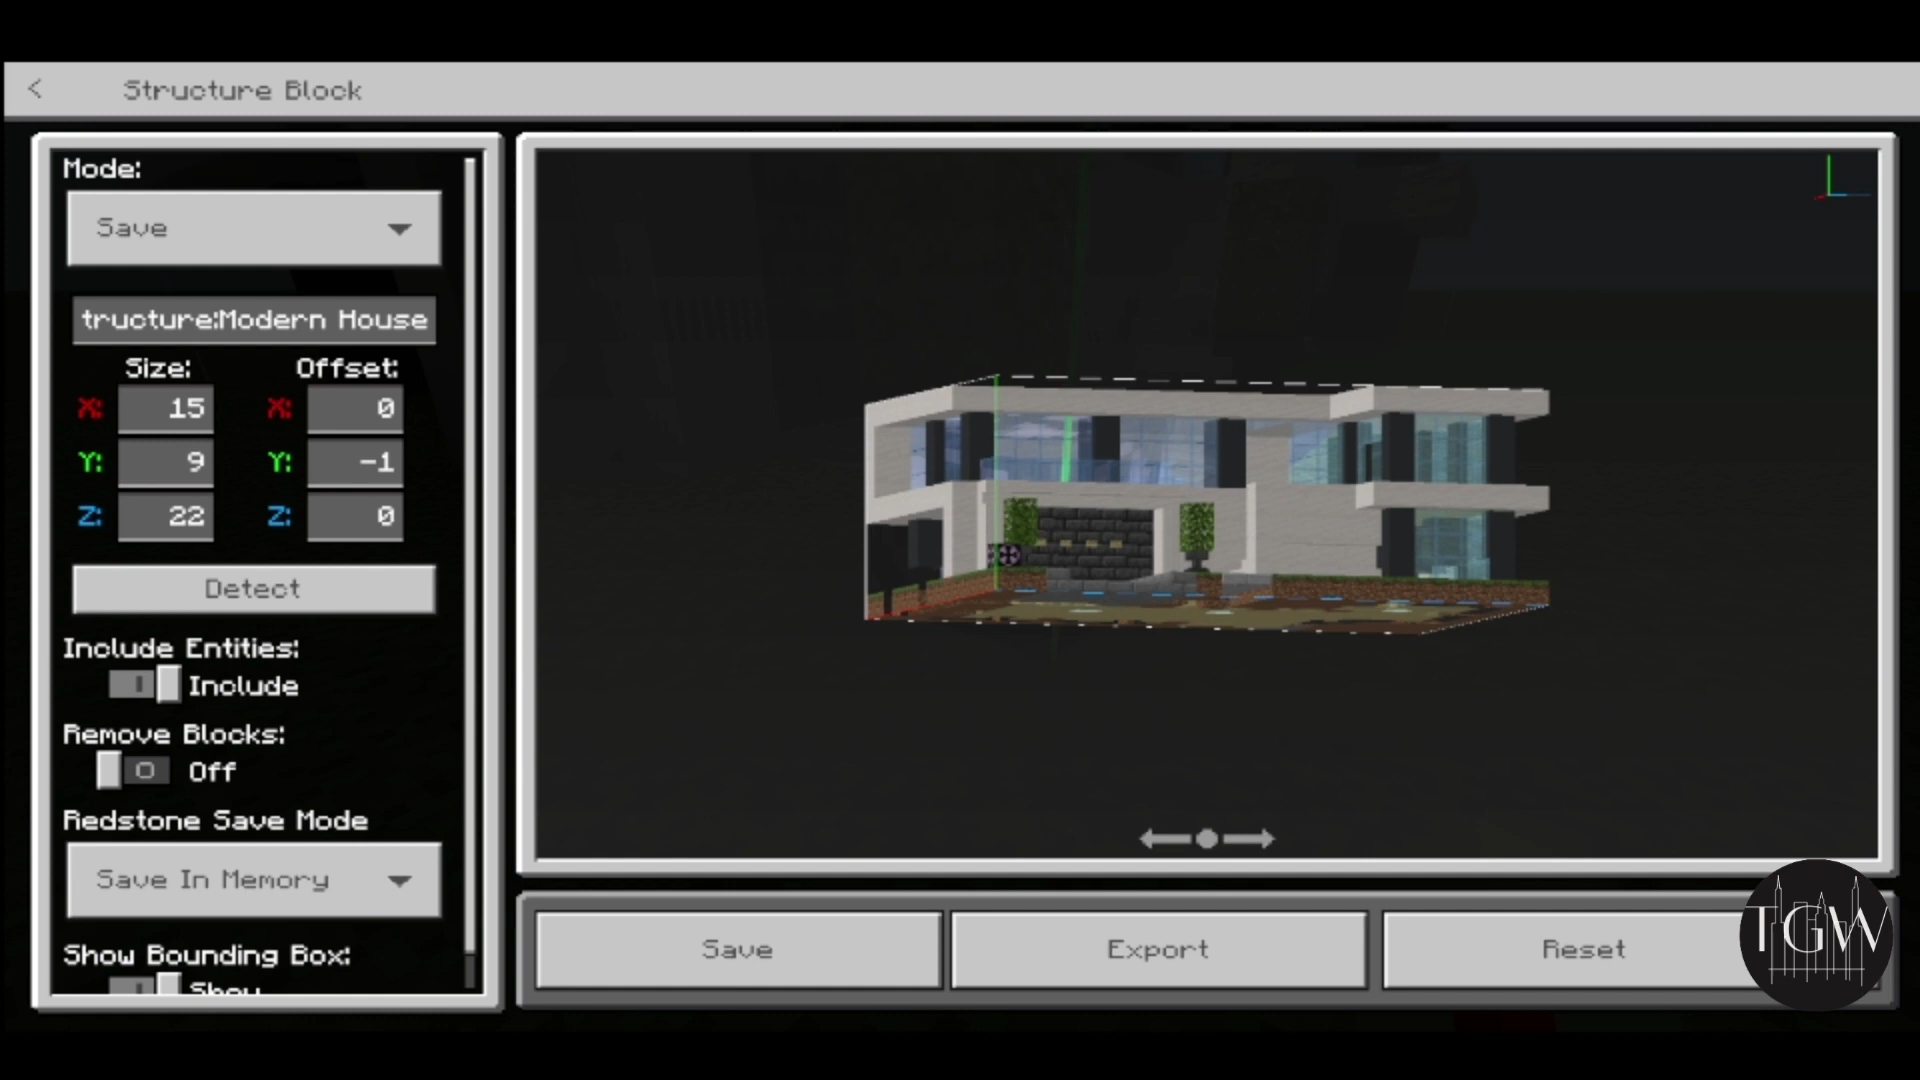 Structure Block
Mode:
Save
tructure:Modern House
Size: Offset:
X: 15 X: 0
Y: 9 Y: -1
Z: 22 Z: 0
Detect
Include Entities:
Include
Remove Blocks:
Off
Redstone Save Mode
Save In Memory
Show Bounding Box:
Show
Save Export Reset
TGW